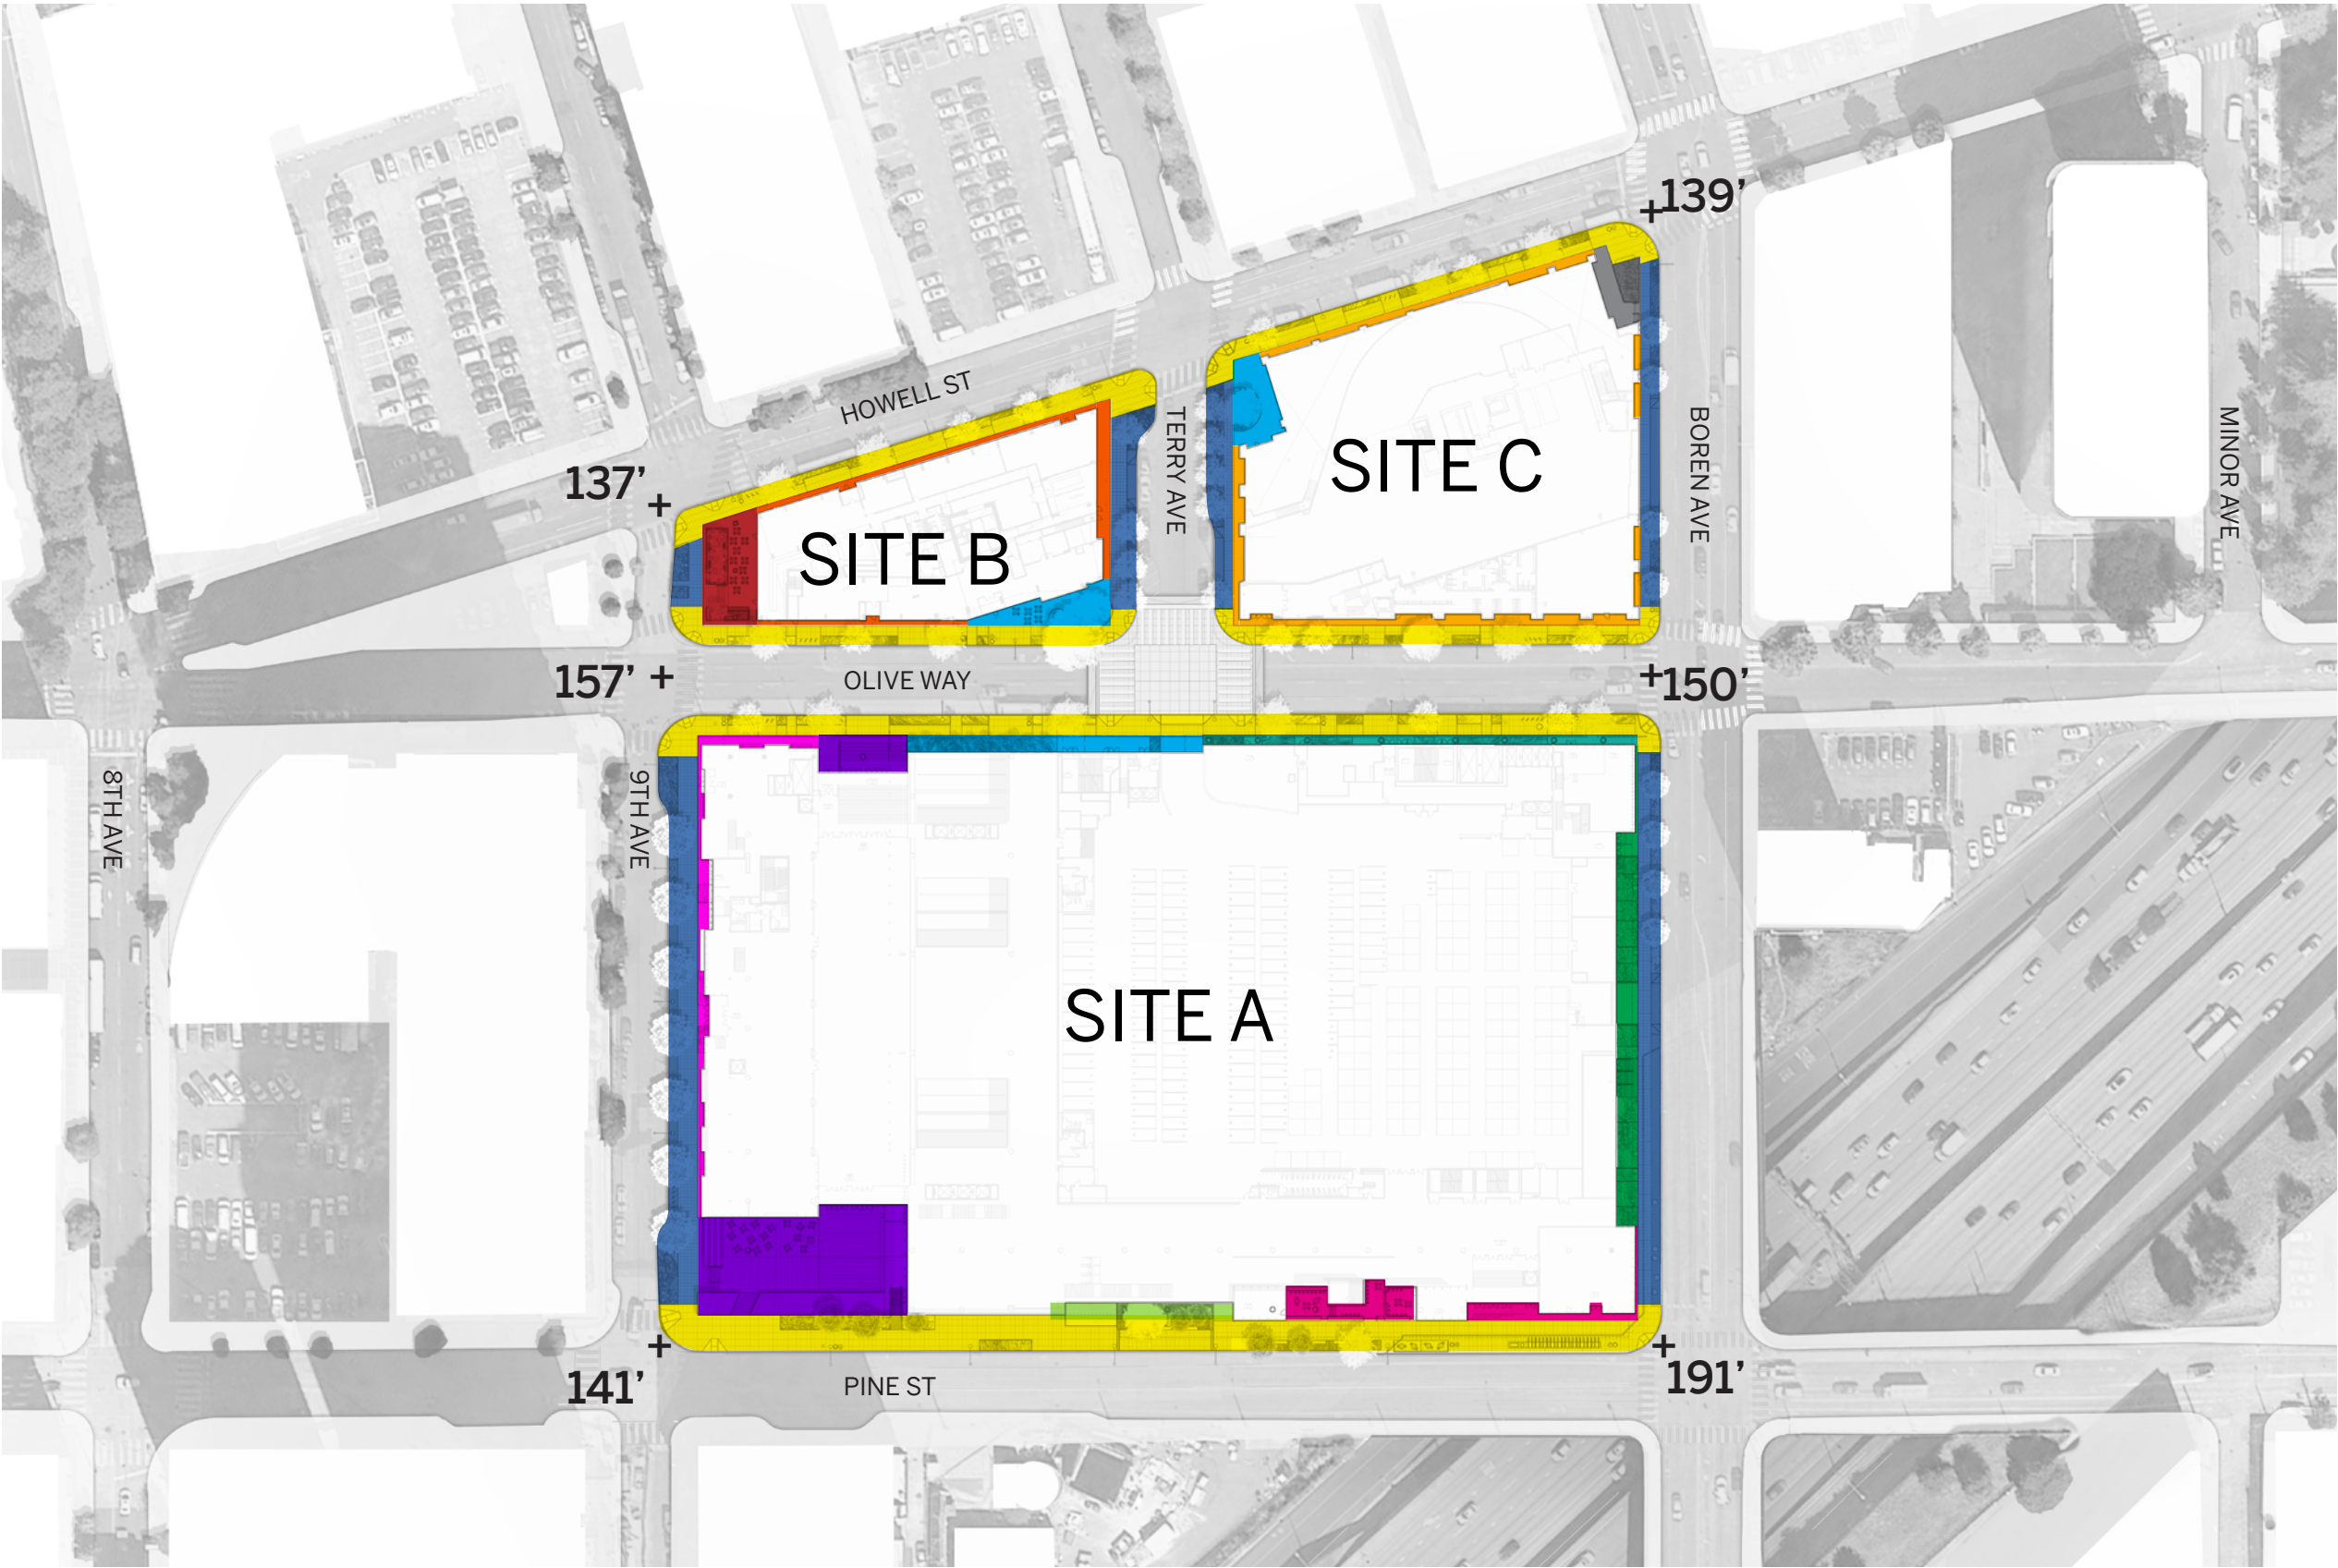 139’
HOWELL ST
TERRY AVE
BOREN AVE
MINOR AVE
SITE C
137’
SITE B
157’
OLIVE WAY
150’
8TH AVE
9TH AVE
SITE A
141’
PINE ST
191’